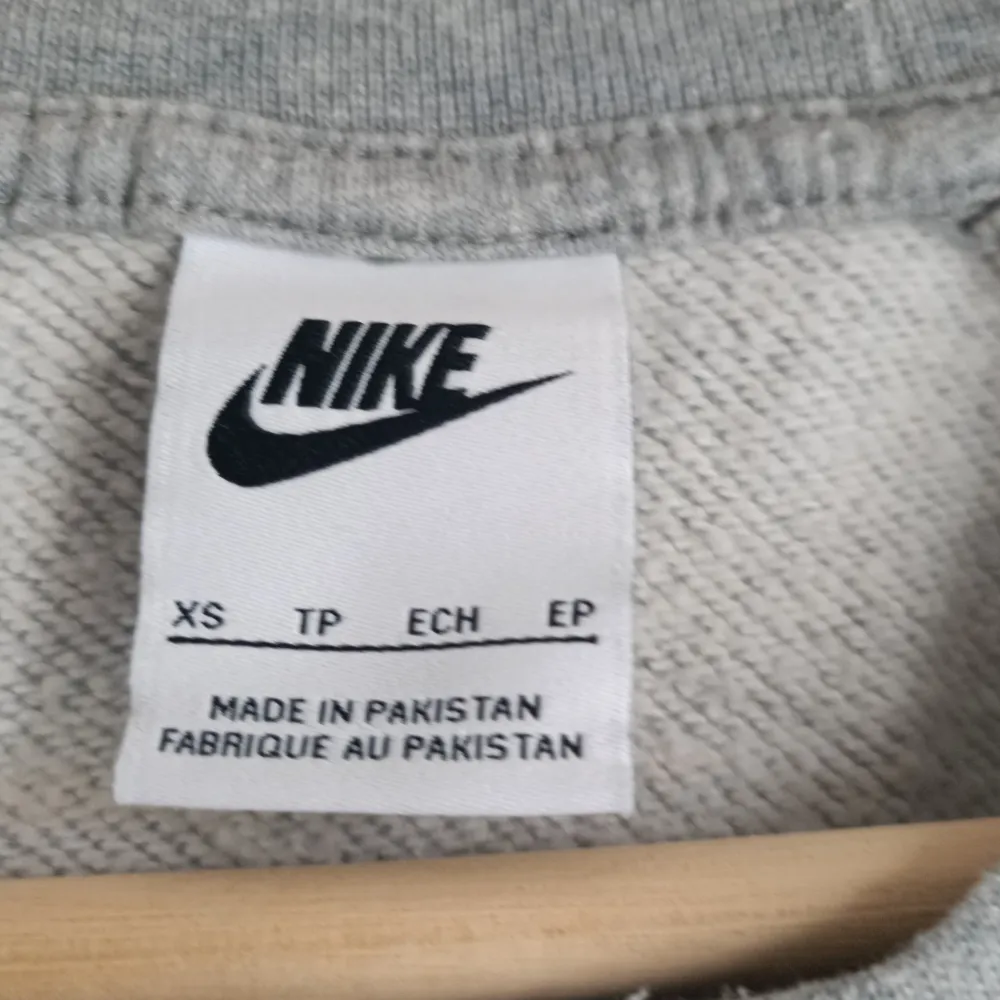 NIKE
XS TP ECH EP
MADE IN PAKISTAN
FABRIQUE AU PAKISTAN